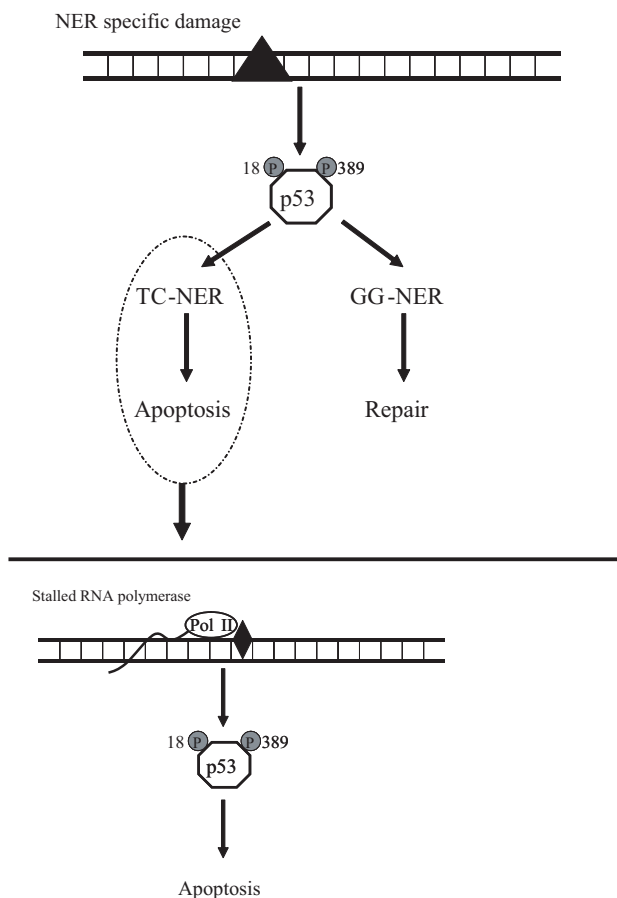 NER specific damage
18 P P 389
p53
TC-NER GG-NER
Apoptosis Repair
Stalled RNA polymerase
Pol II
18 P P 389
p53
Apoptosis